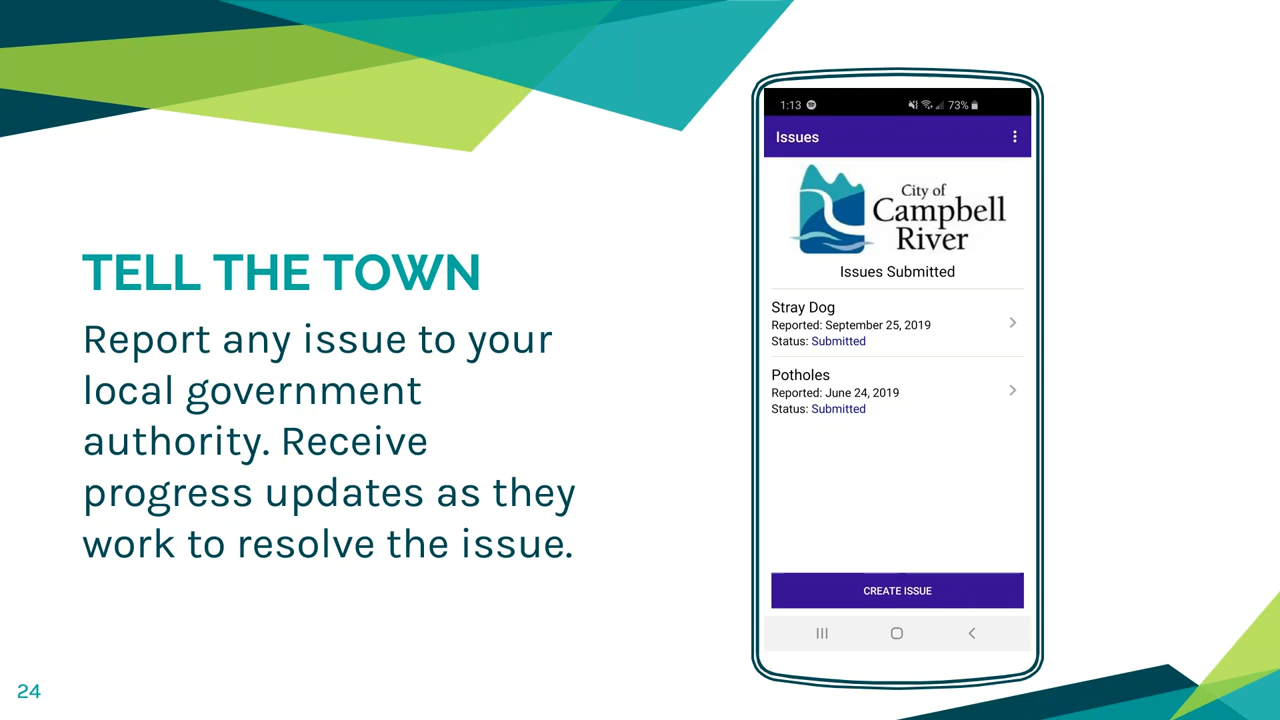 TELL THE TOWN
Report any issue to your
local government
authority. Receive
progress updates as they
work to resolve the issue.
24
1:13
73%
Issues
City of
Campbell
River
Issues Submitted
Stray Dog
Reported: September 25, 2019
Status: Submitted
Potholes
Reported: June 24, 2019
Status: Submitted
CREATE ISSUE